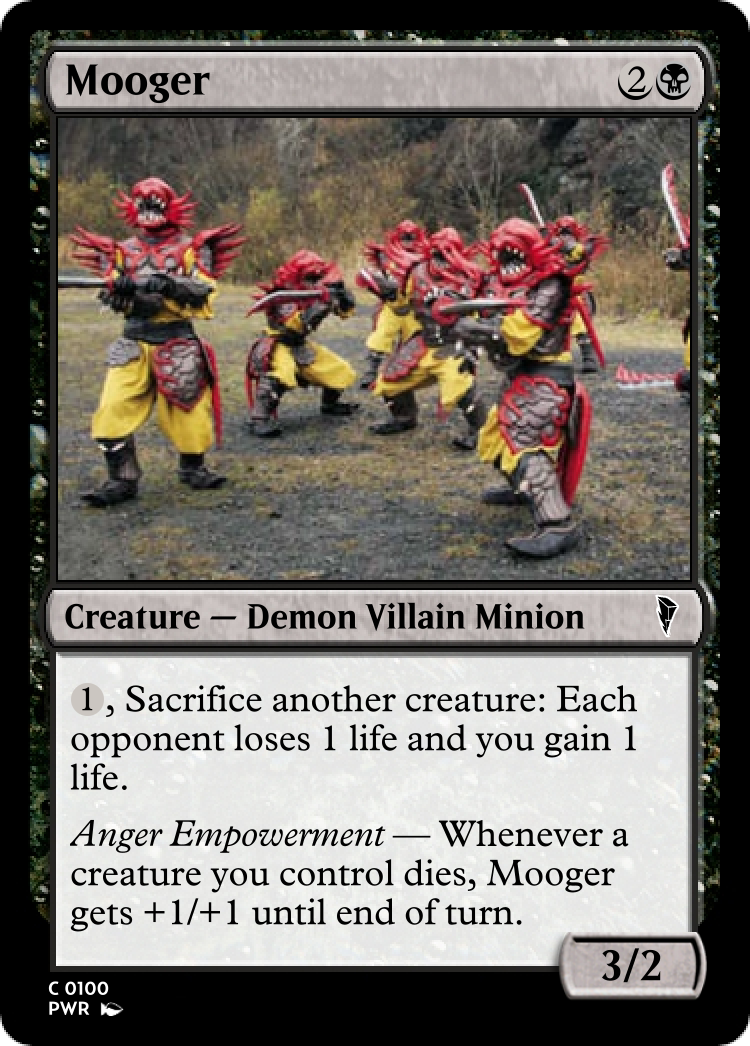 Mooger 2
Creature — Demon Villain Minion
1, Sacrifice another creature: Each
opponent loses 1 life and you gain 1
life.
Anger Empowerment — Whenever a
creature you control dies, Mooger
gets +1/+1 until end of turn.
3/2
C 0100
PWR